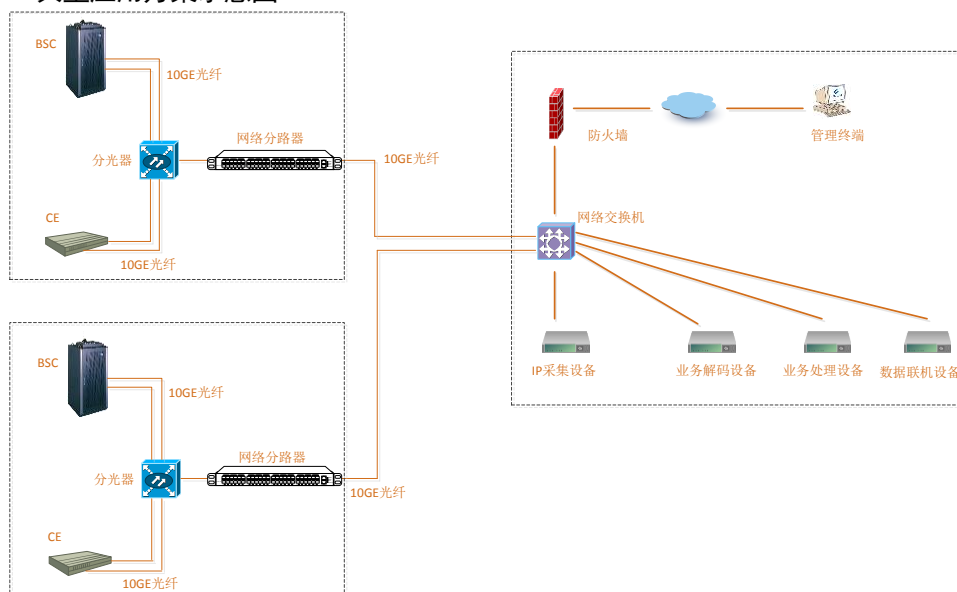 BSC
10GE光纤
分光器
网络分路器
10GE光纤
CE
10GE光纤
防火墙
管理终端
网络交换机
IP采集设备
业务解码设备
业务处理设备
数据联机设备
BSC
10GE光纤
分光器
网络分路器
10GE光纤
CE
10GE光纤